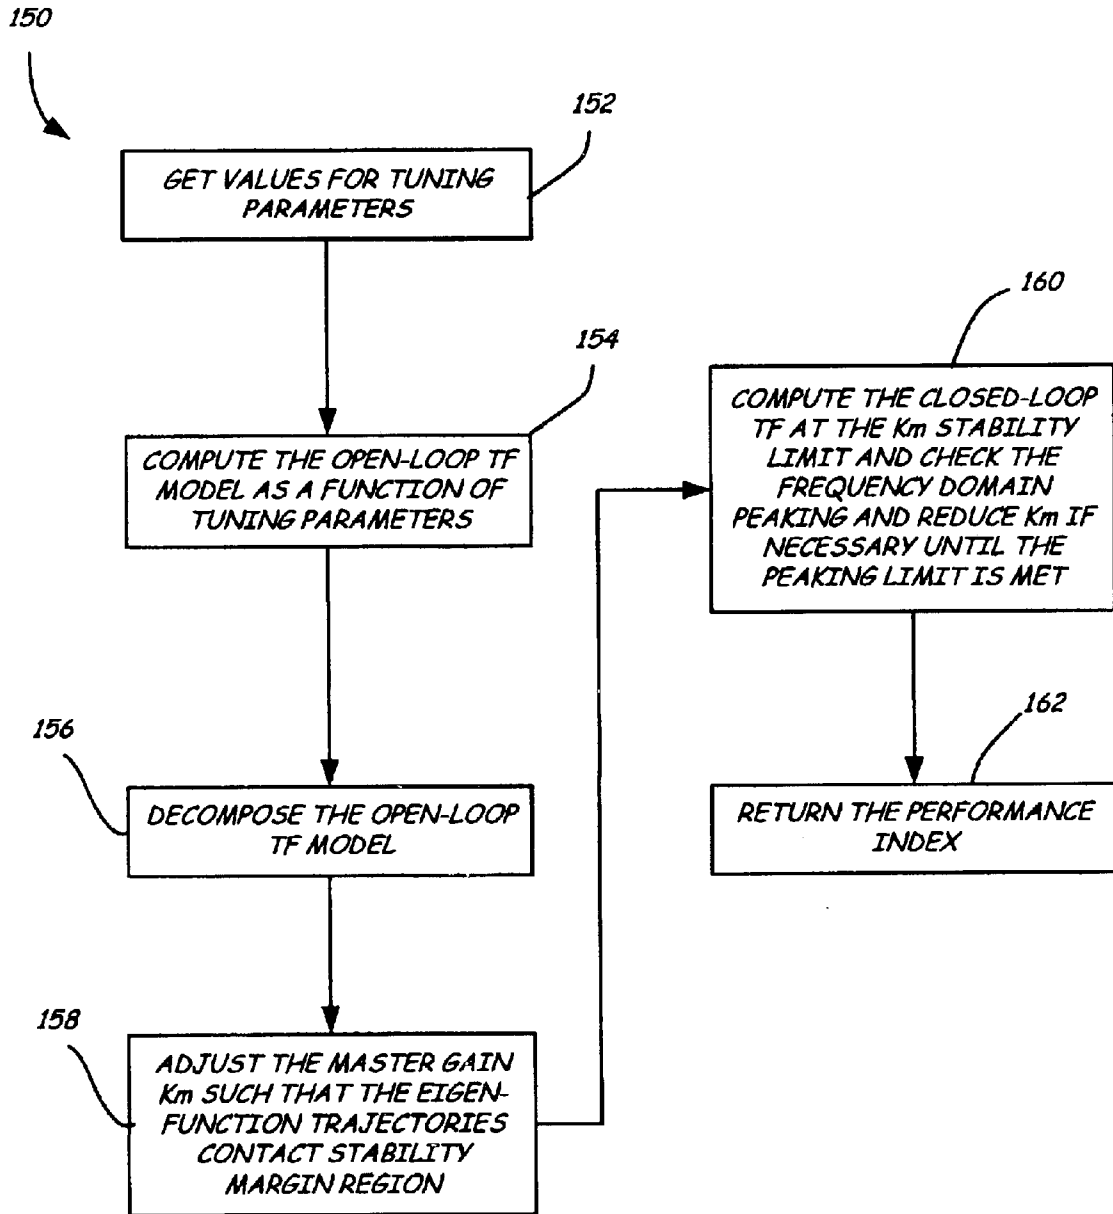 150
152
GET VALUES FOR TUNING
PARAMETERS
154
COMPUTE THE OPEN-LOOP TF
MODEL AS A FUNCTION OF
TUNING PARAMETERS
156
DECOMPOSE THE OPEN-LOOP
TF MODEL
158
ADJUST THE MASTER GAIN
Km SUCH THAT THE EIGEN-
FUNCTION TRAJECTORIES
CONTACT STABILITY
MARGIN REGION
160
COMPUTE THE CLOSED-LOOP
TF AT THE Km STABILITY
LIMIT AND CHECK THE
FREQUENCY DOMAIN
PEAKING AND REDUCE Km IF
NECESSARY UNTIL THE
PEAKING LIMIT IS MET
162
RETURN THE PERFORMANCE
INDEX